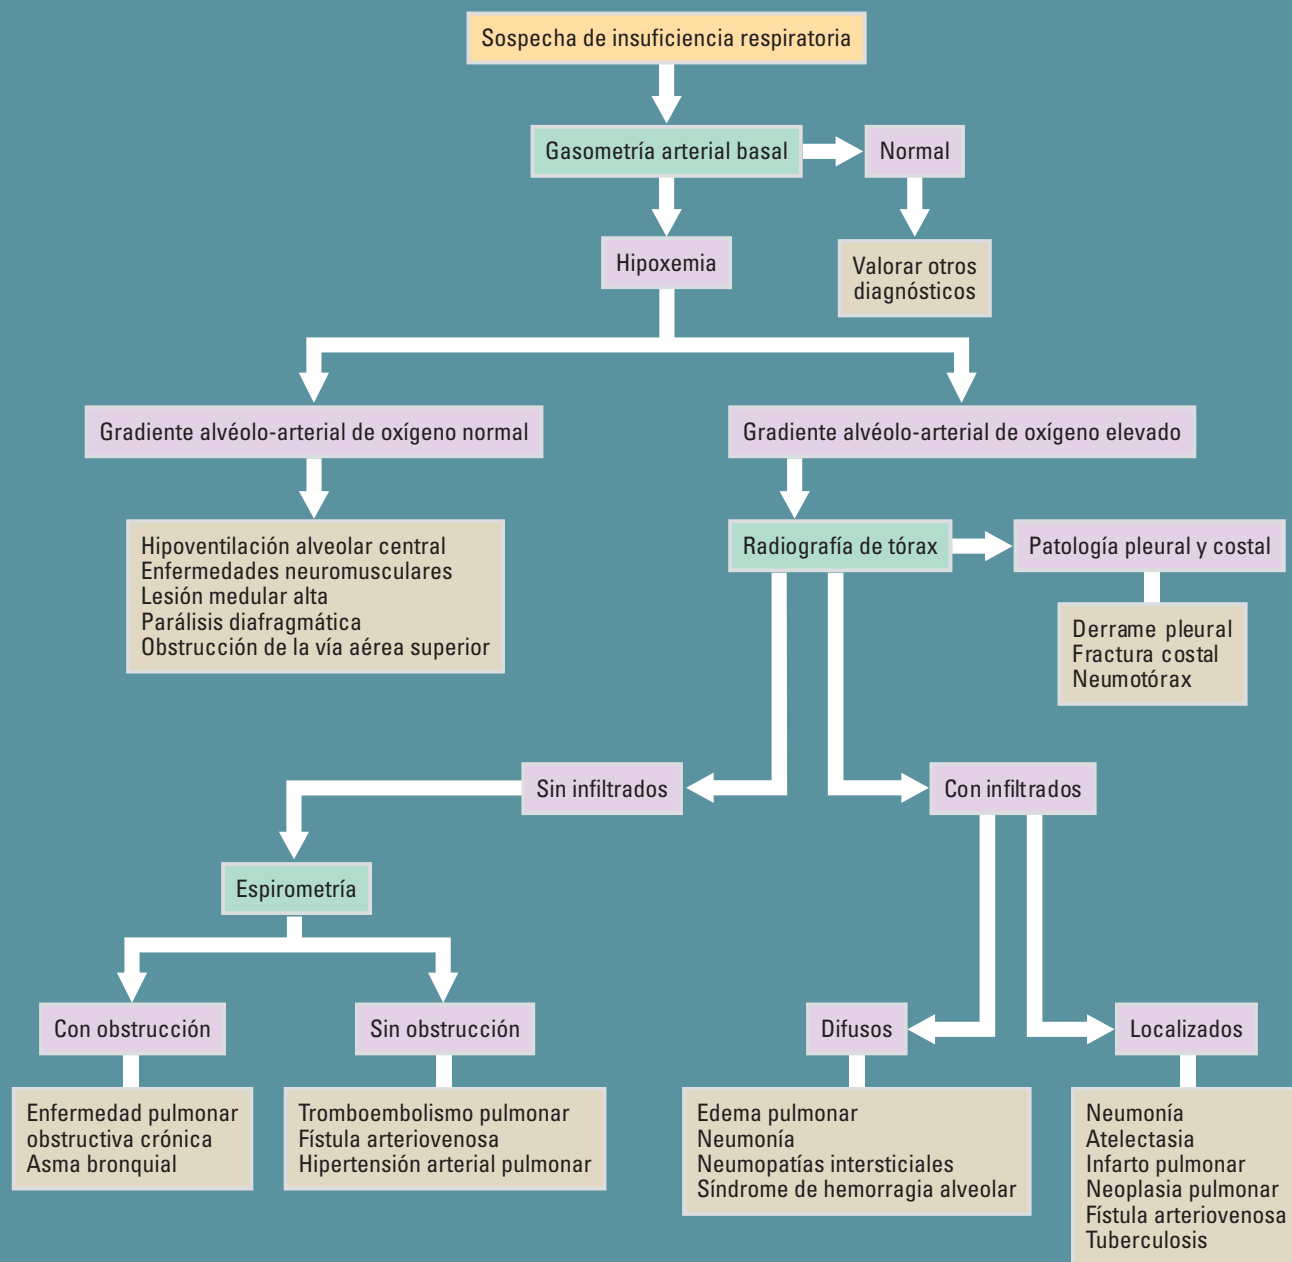 Sospecha de insuficiencia respiratoria
Gasometría arterial basal
Normal
Hipoxemia
Valorar otros
diagnósticos
Gradiente alvéolo-arterial de oxígeno normal
Gradiente alvéolo-arterial de oxígeno elevado
Hipoventilación alveolar central
Enfermedades neuromusculares
Lesión medular alta
Parálisis diafragmática
Obstrucción de la vía aérea superior
Radiografía de tórax
Patología pleural y costal
Derrame pleural
Fractura costal
Neumotórax
Sin infiltrados
Con infiltrados
Espirometría
Con obstrucción
Sin obstrucción
Difusos
Localizados
Enfermedad pulmonar
obstructiva crónica
Asma bronquial
Tromboembolismo pulmonar
Fístula arteriovenosa
Hipertensión arterial pulmonar
Edema pulmonar
Neumonía
Neumopatías intersticiales
Síndrome de hemorragia alveolar
Neumonía
Atelectasia
Infarto pulmonar
Neoplasia pulmonar
Fístula arteriovenosa
Tuberculosis